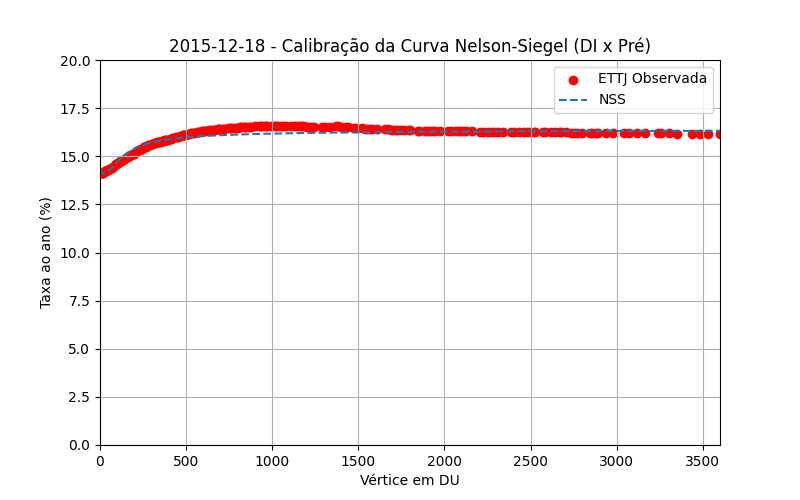 2015-12-18 - Calibração da Curva Nelson-Siegel (DI x Pré)
ETTJ Observada
NSS
Taxa ao ano (%)
20.0
17.5
15.0
12.5
10.0
7.5
5.0
2.5
0.0
0 500 1000 1500 2000 2500 3000 3500
Vértice em DU